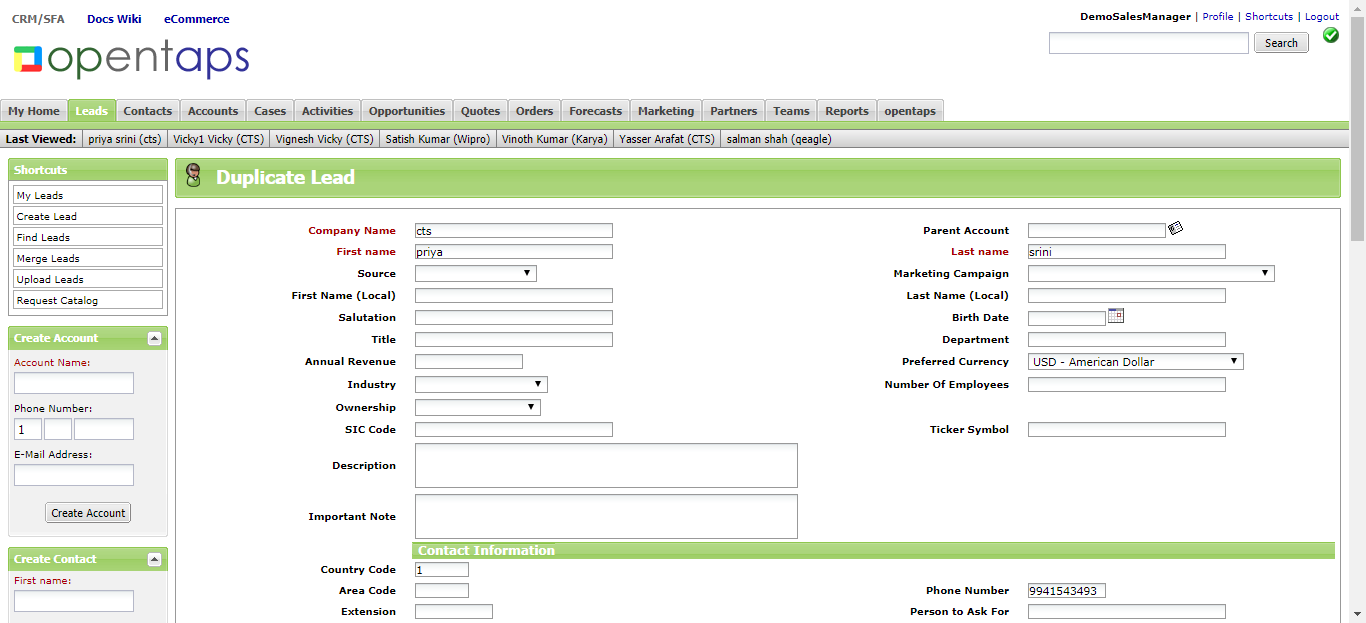 CRM/SFA Docs Wiki eCommerce
DemoSalesManager | Profile | Shortcuts | Logout
opentaps
Search
My Home Leads Contacts Accounts Cases Activities Opportunities Quotes Orders Forecasts Marketing Partners Teams Reports opentaps
Last Viewed: priya srini (cts) Vicky1 Vicky (CTS) Vignesh Vicky (CTS) Satish Kumar (Wipro) Vinoth Kumar (Karya) Yasser Arafat (CTS) salman shah (qeagle)
Shortcuts
My Leads
Create Lead
Find Leads
Merge Leads
Upload Leads
Request Catalog
Create Account
Account Name:
Phone Number:
1
E-Mail Address:
Create Account
Create Contact
First name:
Duplicate Lead
Company Name cts Parent Account
First name priya Last name srini
Source Marketing Campaign
First Name (Local) Last Name (Local)
Salutation Birth Date
Title Department
Annual Revenue Preferred Currency USD - American Dollar
Industry Number Of Employees
Ownership
SIC Code Ticker Symbol
Description
Important Note
Contact Information
Country Code 1
Area Code Phone Number 9941543493
Extension Person to Ask For